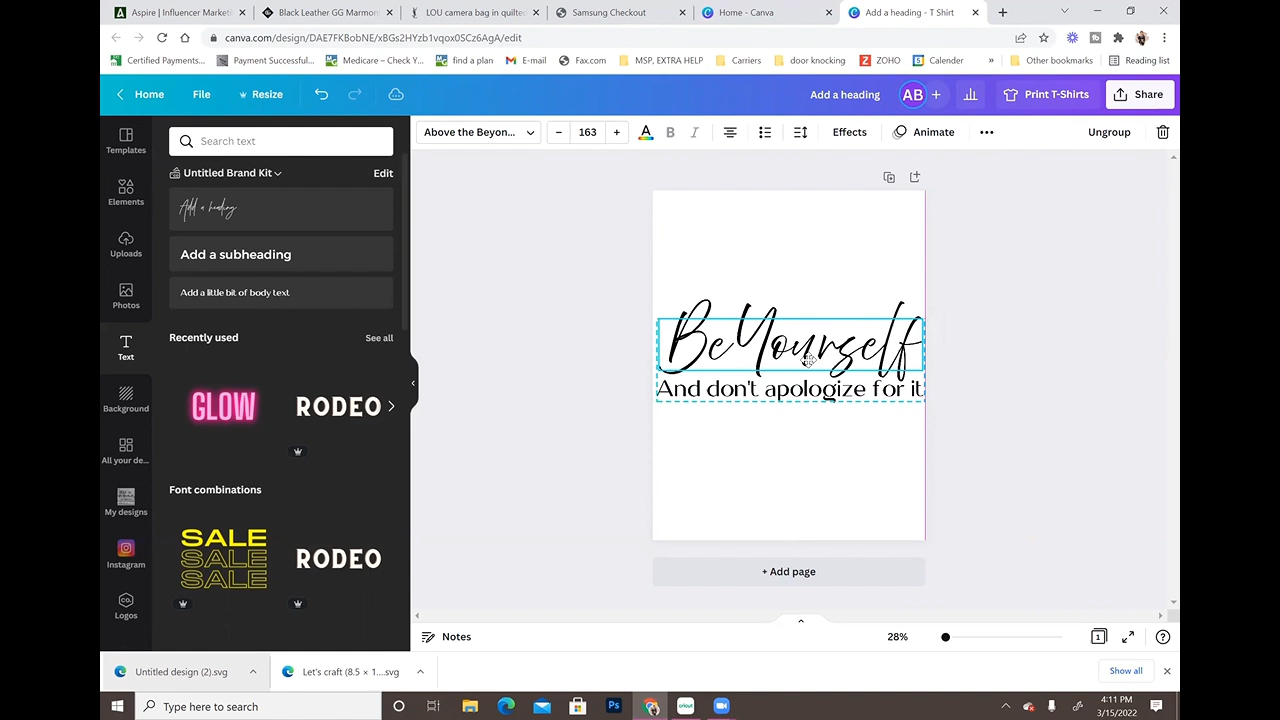 Aspire | Influencer Marketi
Black Leather GG Marmon
LOU camera bag in quilte
Samsung Checkout
Home - Canva
Add a heading - T Shirt
canva.com/design/DAE7FKBobNE/xBGs2HYzb1vqox0SCz6AgA/edit
Certified Payments...
Payment Successful...
Medicare – Check Y...
find a plan
E-mail
Fax.com
MSP, EXTRA HELP
Carriers
door knocking
ZOHO
Calender
»
Other bookmarks
Reading list
Home
File
Resize
Add a heading
AB
Print T-Shirts
Share
Above the Beyon...
163
A
B
I
Effects
Animate
Ungroup
Templates
Elements
Uploads
Photos
Text
Background
All your de...
My designs
Instagram
CO.
Logos
Search text
Untitled Brand Kit
Edit
Add a heading
Add a subheading
Add a little bit of body text
Recently used
See all
GLOW
RODEO
Font combinations
SALE
SALE
SALE
RODEO
Be Yourself
And don't apologize for it
+ Add page
Notes
28%
1
Untitled design (2).svg
Let's craft (8.5 × 1....svg
Show all
Type here to search
Ps
cricut
4:11 PM
3/15/2022